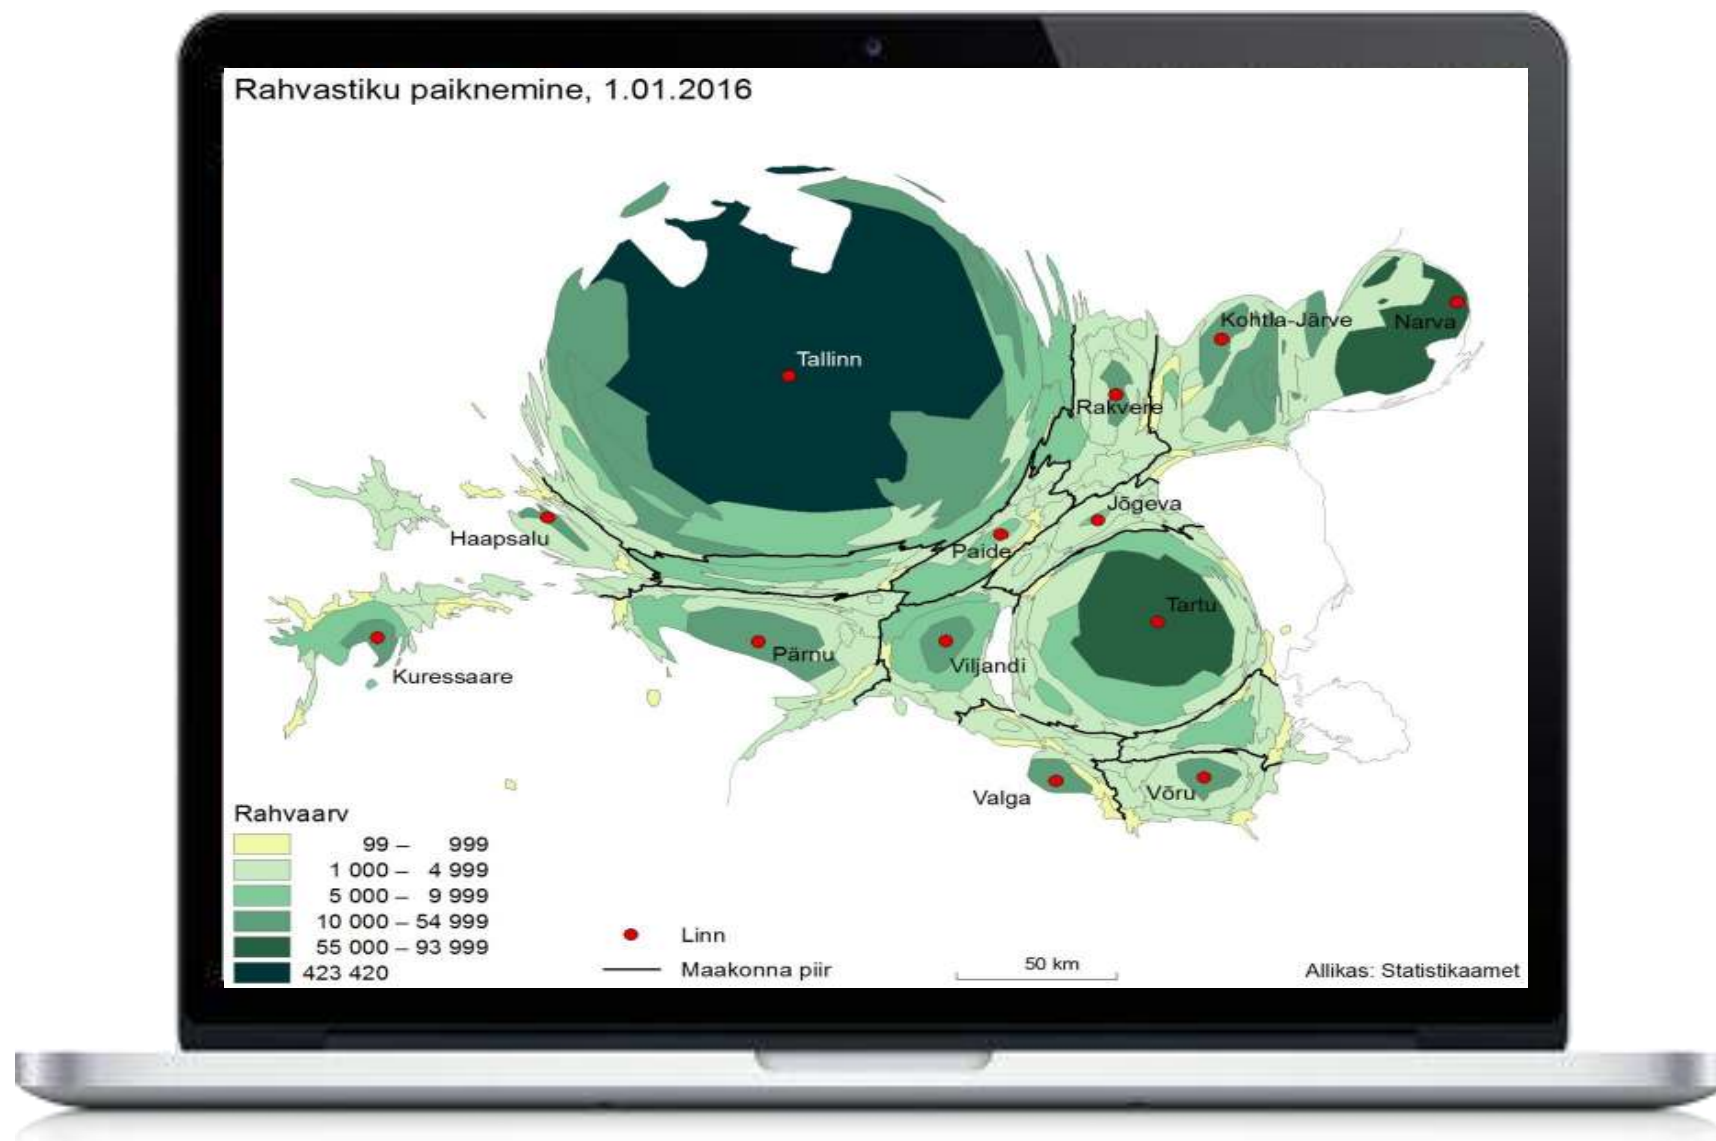 Rahvastiku paiknemine, 1.01.2016
Tallinn
Kohtla-Järve
Narva
Rakvere
Jõgeva
Haapsalu
Paide
Tartu
Pärnu
Viljandi
Kuressaare
Valga
Võru
Rahvaarv
99 – 999
1 000 – 4 999
5 000 – 9 999
10 000 – 54 999
55 000 – 93 999
423 420
Linn
Maakonna piir
50 km
Allikas: Statistikaamet